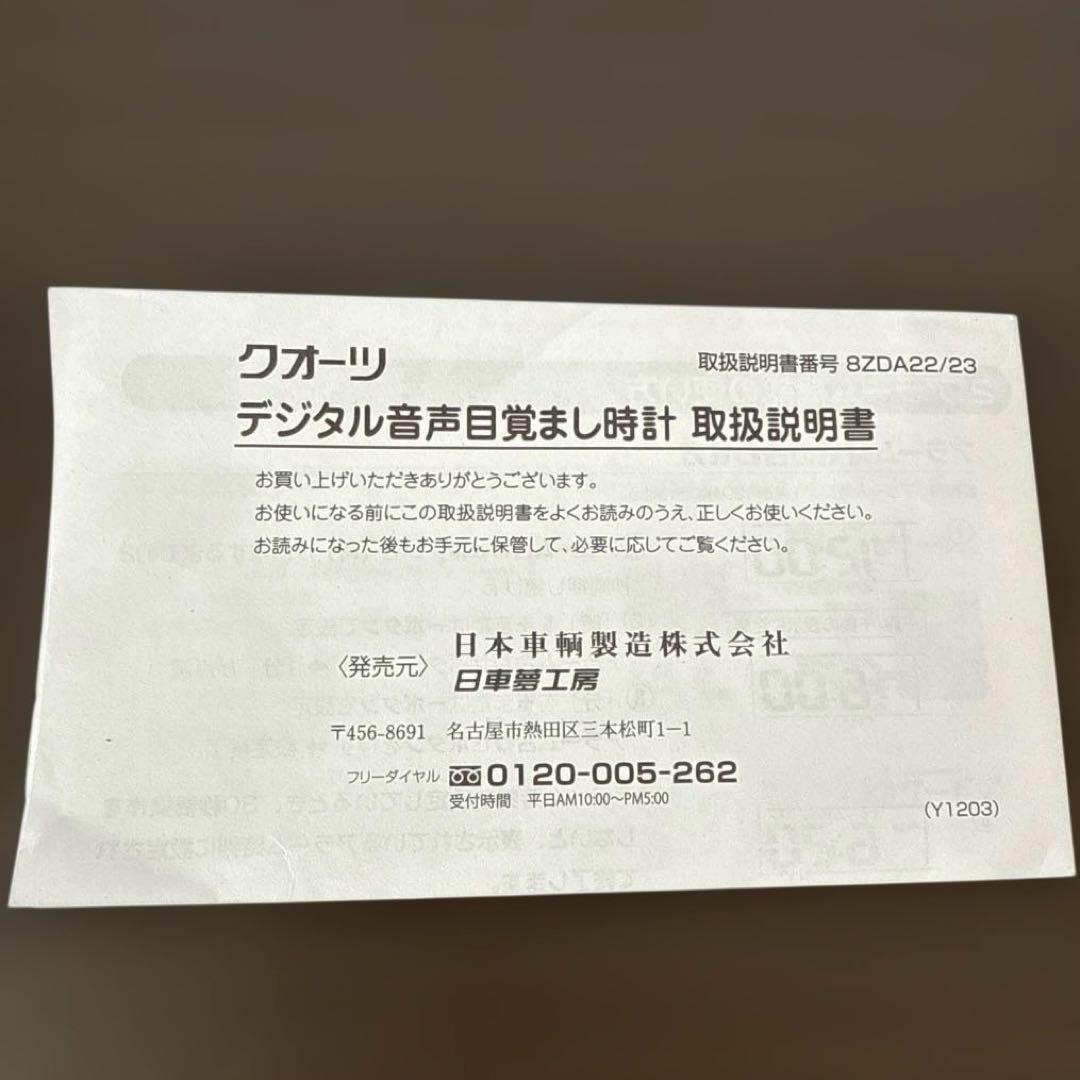 クオーツ
取扱説明書番号 8ZDA22/23
デジタル音声目覚まし時計 取扱説明書
お買い上げいただきありがとうございます。
お使いになる前にこの取扱説明書をよくお読みのうえ、正しくお使いください。
お読みになった後もお手元に保管して、必要に応じてご覧ください。
〈発売元〉
日本車輌製造株式会社
日車夢工房
〒456-8691 名古屋市熱田区三本松町1−1
フリーダイヤル 0120-005-262
受付時間 平日AM10:00〜PM5:00
(Y1203)